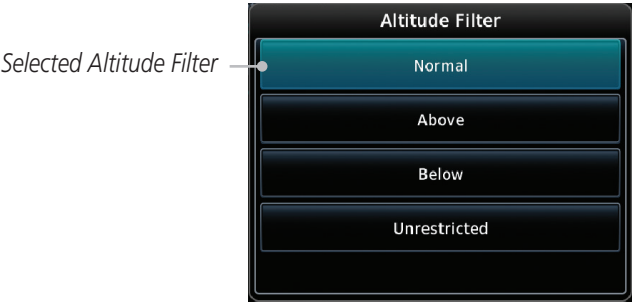 Altitude Filter
Selected Altitude Filter
Normal
Above
Below
Unrestricted